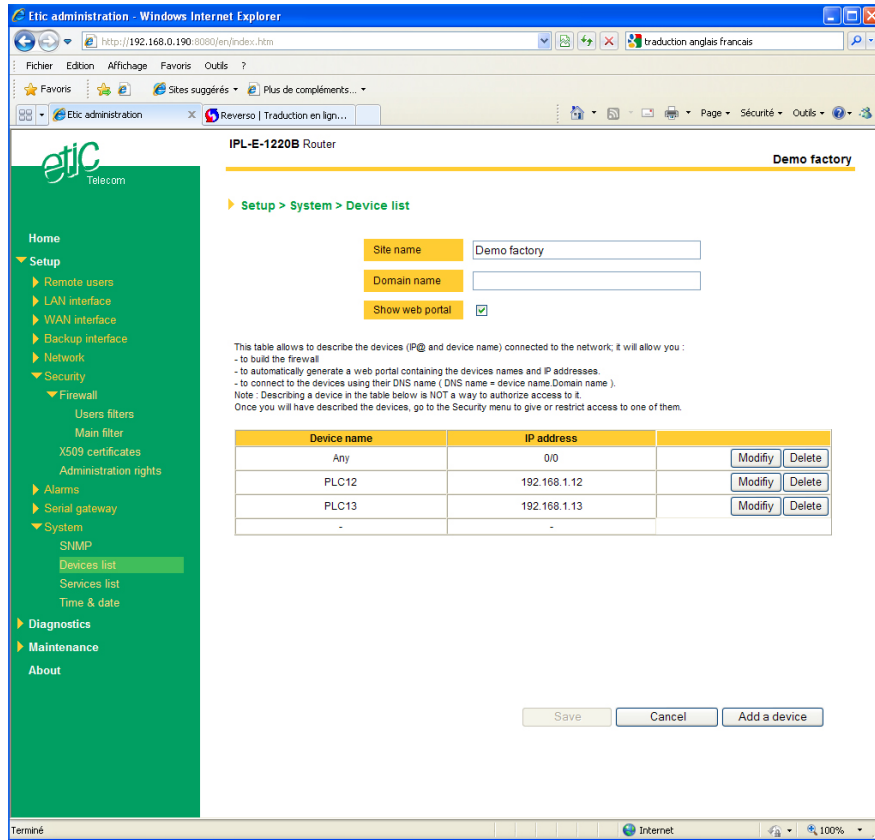 Etic administration - Windows Internet Explorer
http://192.168.0.190:8080/en/index.htm
traduction anglais francais
Fichier Edition Affichage Favoris Outils ?
Favoris Sites suggérés Plus de compléments...
Etic administration X Reverso | Traduction en lign... Page Sécurité Outils
etic Telecom
IPL-E-1220B Router
Demo factory
Setup > System > Device list
Home
Setup
Remote users
LAN interface
WAN interface
Backup interface
Network
Security
Firewall
Users filters
Main filter
X509 certificates
Administration rights
Alarms
Serial gateway
System
SNMP
Devices list
Services list
Time & date
Diagnostics
Maintenance
About
Site name Demo factory
Domain name
Show web portal
This table allows to describe the devices (IP@ and device name) connected to the network; it will allow you :
- to build the firewall
- to automatically generate a web portal containing the devices names and IP addresses.
- to connect to the devices using their DNS name ( DNS name = device name.Domain name ).
Note : Describing a device in the table below is NOT a way to authorize access to it.
Once you will have described the devices, go to the Security menu to give or restrict access to one of them.
Device name IP address
Any 0/0 Modifiy Delete
PLC12 192.168.1.12 Modifiy Delete
PLC13 192.168.1.13 Modifiy Delete
- -
Save Cancel Add a device
Terminé Internet 100%